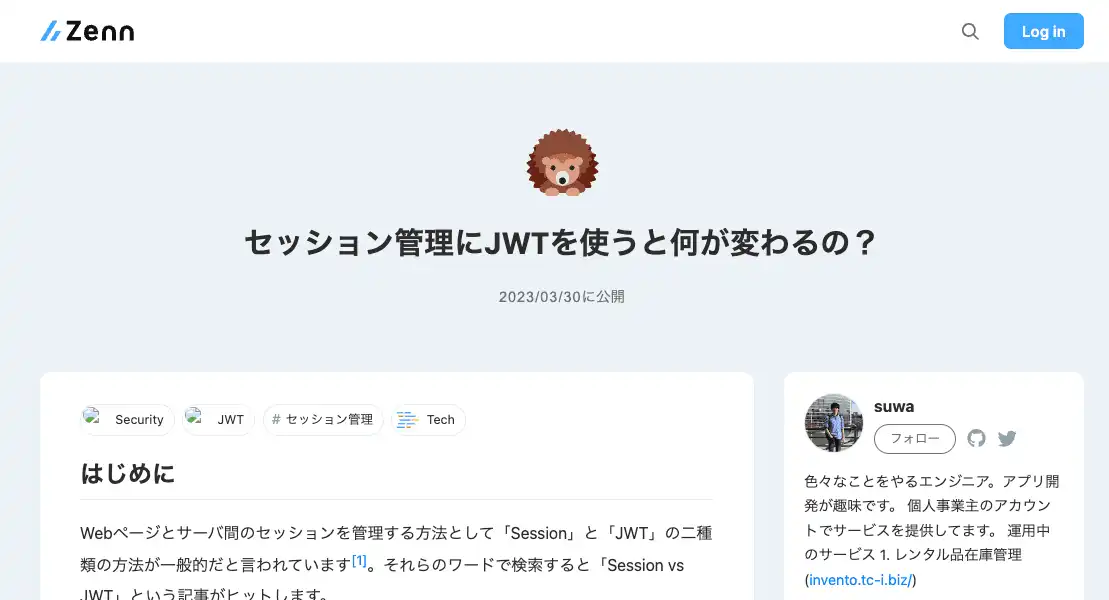 Zenn
Log in
セッション管理にJWTを使うと何が変わるの？
2023/03/30に公開
Security
JWT
# セッション管理
Tech
はじめに
Webページとサーバ間のセッションを管理する方法として「Session」と「JWT」の二種
類の方法が一般的だと言われています[1]。それらのワードで検索すると「Session vs
JWT」という記事がヒットします。
suwa
フォロー
色々なことをやるエンジニア。アプリ開
発が趣味です。 個人事業主のアカウン
トでサービスを提供してます。 運用中
のサービス 1. レンタル品在庫管理
(invento.tc-i.biz/)